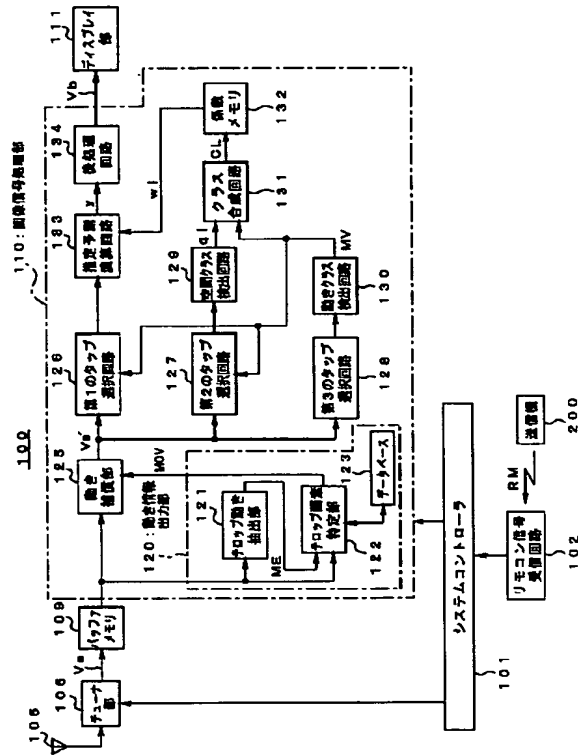 100
110:画像信号処理部
105
106
チューナ
部
Va
109
バッファ
メモリ
120:動き情報
出力部
125
動き
補償部
Va'
MOV
121
テロップ動き
抽出部
ME
テロップ画素
特定部
122
123
データベース
126
第1のタップ
選択回路
127
第2のタップ
選択回路
第3のタップ
選択回路
128
133
推定予測
演算回路
y
134
後処理
回路
Vb
111
ディスプレイ
部
wi
129
空間クラス
検出回路
qi
動きクラス
検出回路
130
MV
クラス
合成回路
131
CL
係数
メモリ
132
システムコントローラ
101
リモコン信号
受信回路
102
RM
送信機
200